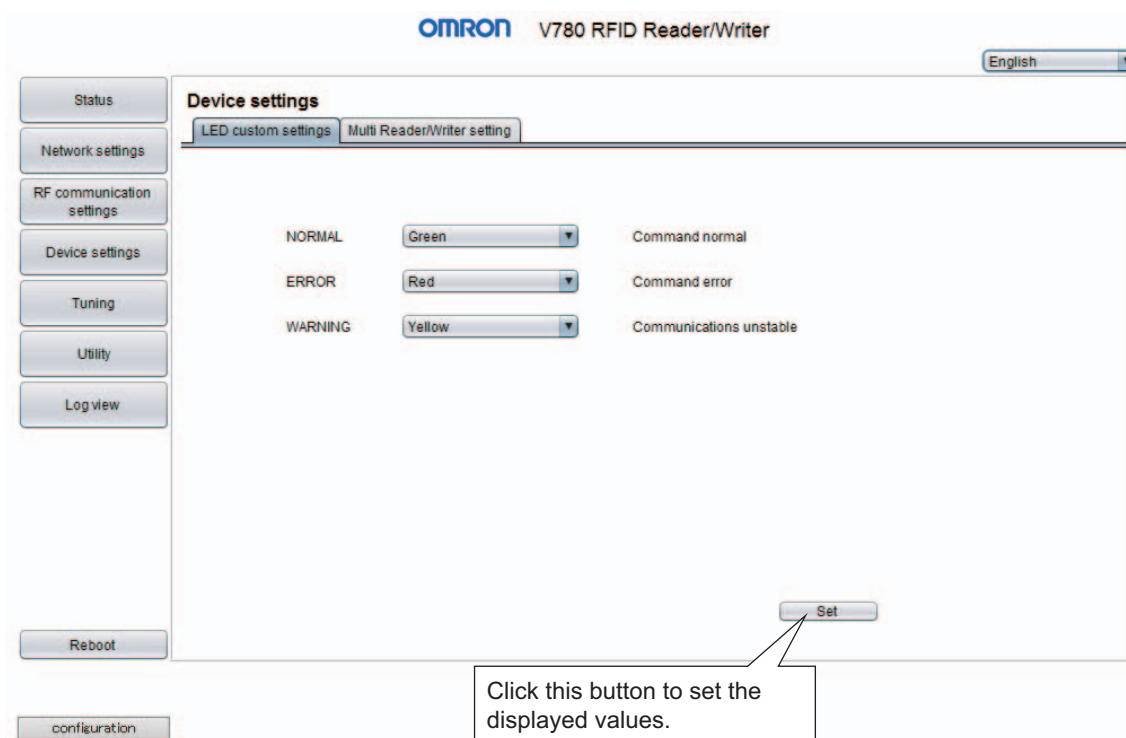 OMRON V780 RFID Reader/Writer
English
Status
Network settings
RF communication
settings
Device settings
Tuning
Utility
Log view
Reboot
configuration
Device settings
LED custom settings Multi Reader/Writer setting
NORMAL Green Command normal
ERROR Red Command error
WARNING Yellow Communications unstable
Set
Click this button to set the
displayed values.